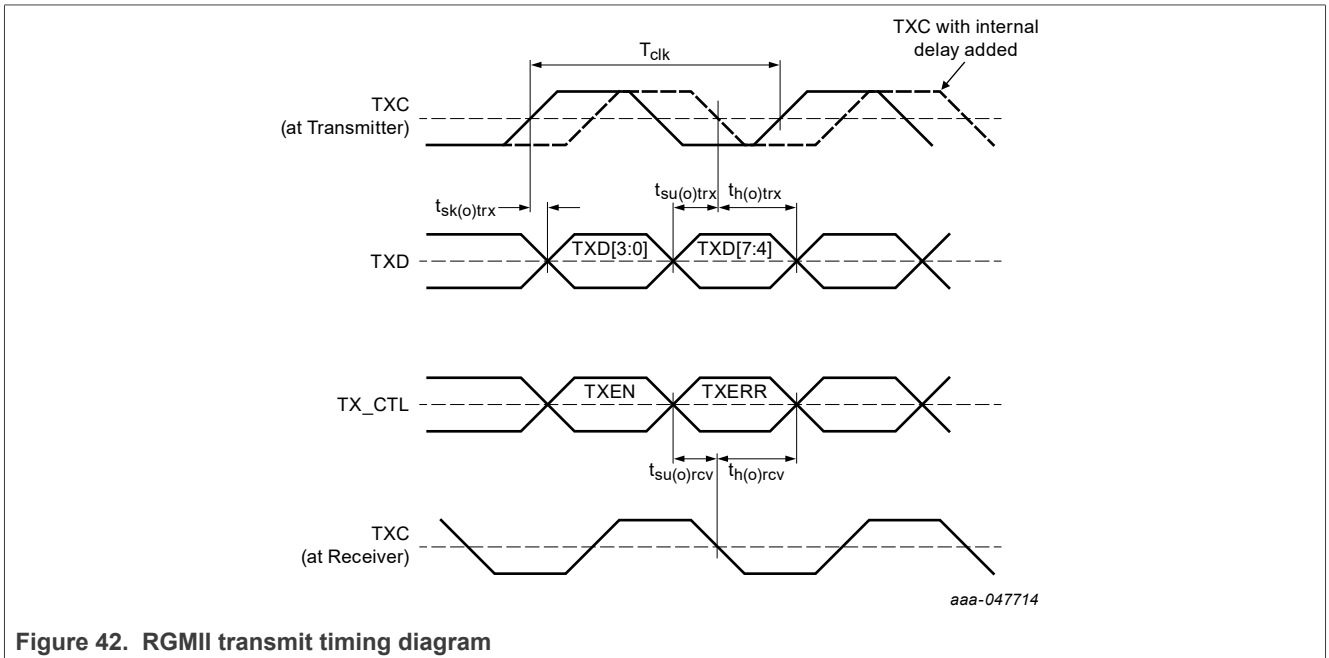 TXC with internal
delay added
Tclk
TXC
(at Transmitter)
tsk(o)trx
tsu(o)trx
th(o)trx
TXD
TXD[3:0]
TXD[7:4]
TX_CTL
TXEN
TXERR
tsu(o)rcv
th(o)rcv
TXC
(at Receiver)
aaa-047714
Figure 42. RGMII transmit timing diagram